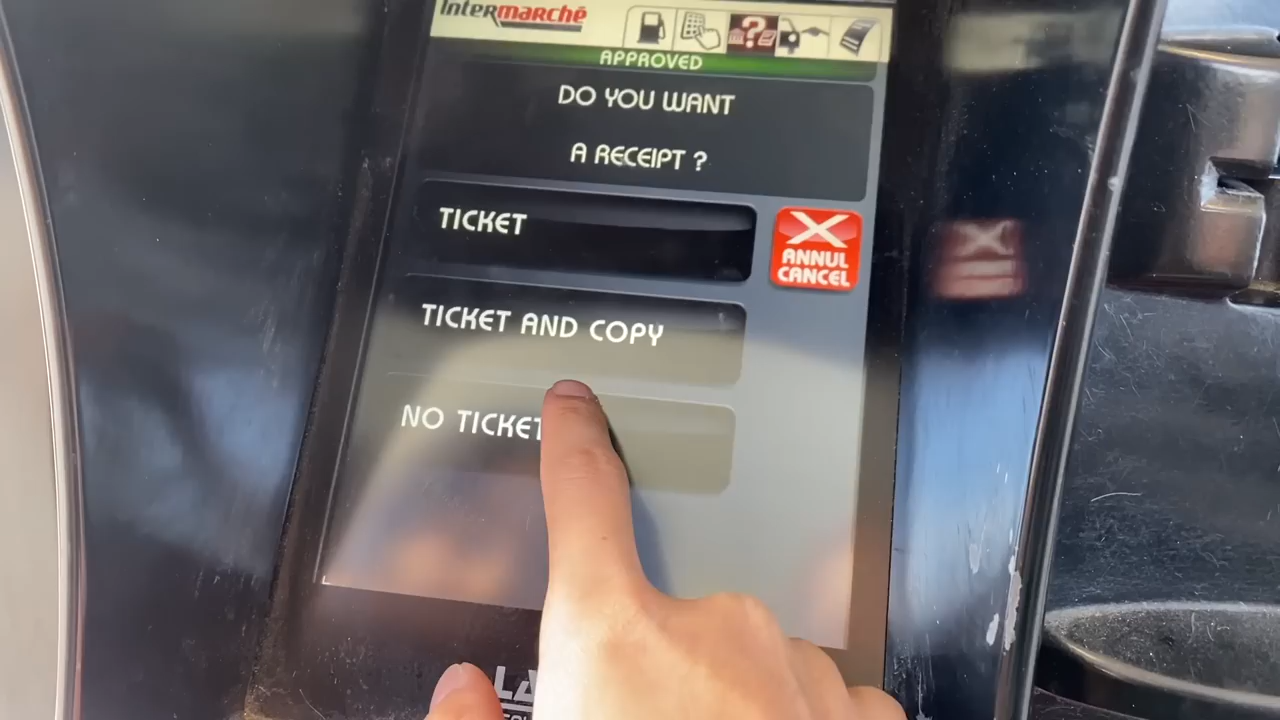 Intermarché
APPROVED
DO YOU WANT
A RECEIPT ?
TICKET
ANNUL
CANCEL
TICKET AND COPY
NO TICKET